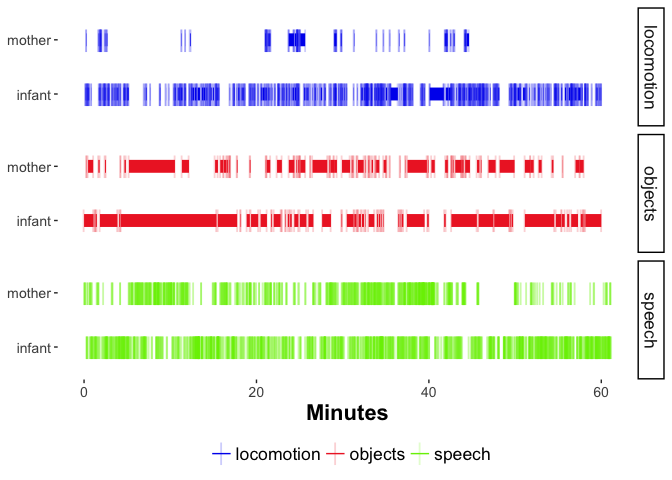 mother
infant
locomotion
mother
infant
objects
mother
infant
speech
0 20 40 60
Minutes
locomotion objects speech